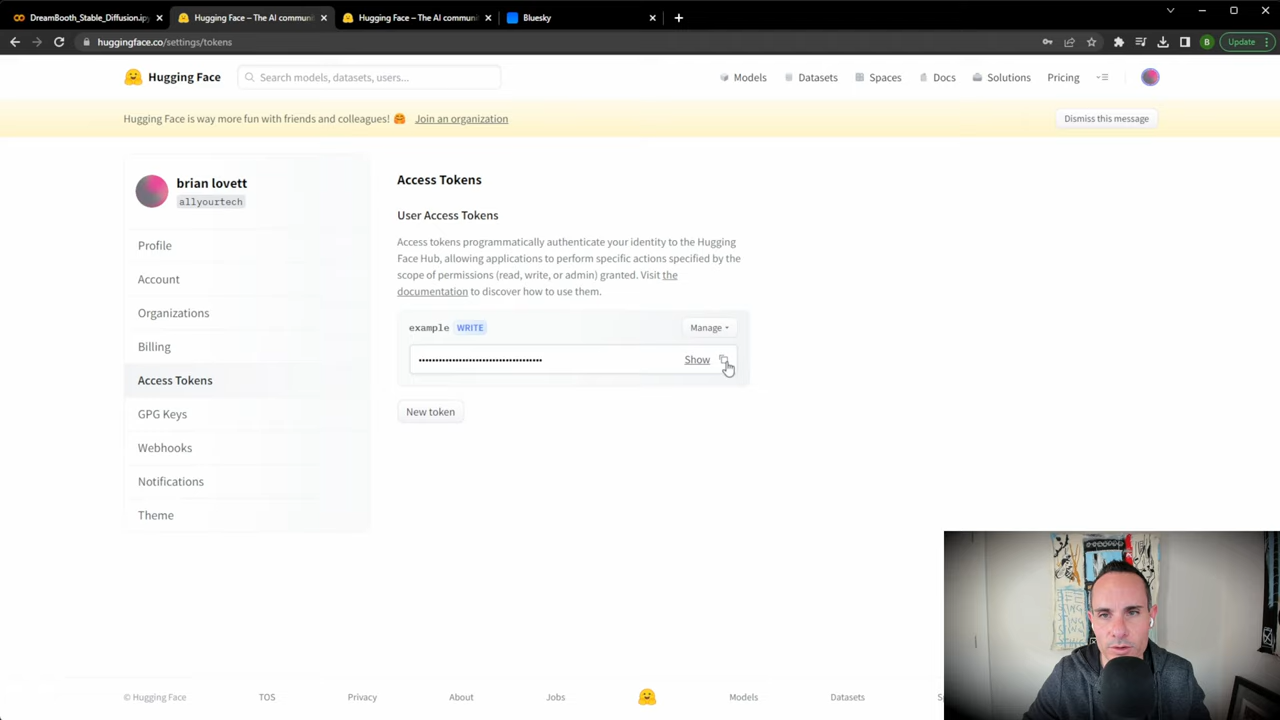 DreamBooth_Stable_Diffusion.ipy
Hugging Face – The AI communi
Hugging Face – The AI communi
Bluesky
huggingface.co/settings/tokens
B
Update
Hugging Face
Search models, datasets, users...
Models
Datasets
Spaces
Docs
Solutions
Pricing
Hugging Face is way more fun with friends and colleagues! 🤗 Join an organization
Dismiss this message
brian lovett
allyourtech
Profile
Account
Organizations
Billing
Access Tokens
GPG Keys
Webhooks
Notifications
Theme
Access Tokens
User Access Tokens
Access tokens programmatically authenticate your identity to the Hugging
Face Hub, allowing applications to perform specific actions specified by the
scope of permissions (read, write, or admin) granted. Visit the
documentation to discover how to use them.
example WRITE
Manage
Show
New token
© Hugging Face
TOS
Privacy
About
Jobs
Models
Datasets